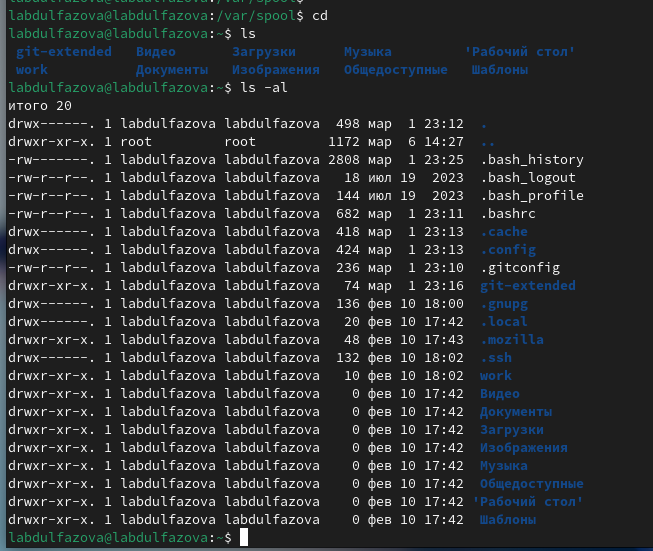 labdulfazova@labdulfazova:/var/spool$
labdulfazova@labdulfazova:/var/spool$ cd
labdulfazova@labdulfazova:~$ ls
git-extended Видео Загрузки Музыка 'Рабочий стол'
work Документы Изображения Общедоступные Шаблоны
labdulfazova@labdulfazova:~$ ls -al
итого 20
drwx------. 1 labdulfazova labdulfazova 498 мар 1 23:12 .
drwxr-xr-x. 1 root root 1172 мар 6 14:27 ..
-rw-------. 1 labdulfazova labdulfazova 2808 мар 1 23:25 .bash_history
-rw-r--r--. 1 labdulfazova labdulfazova 18 июл 19 2023 .bash_logout
-rw-r--r--. 1 labdulfazova labdulfazova 144 июл 19 2023 .bash_profile
-rw-r--r--. 1 labdulfazova labdulfazova 682 мар 1 23:11 .bashrc
drwx------. 1 labdulfazova labdulfazova 418 мар 1 23:13 .cache
drwx------. 1 labdulfazova labdulfazova 424 мар 1 23:13 .config
-rw-r--r--. 1 labdulfazova labdulfazova 236 мар 1 23:10 .gitconfig
drwxr-xr-x. 1 labdulfazova labdulfazova 74 мар 1 23:16 git-extended
drwx------. 1 labdulfazova labdulfazova 136 фев 10 18:00 .gnupg
drwx------. 1 labdulfazova labdulfazova 20 фев 10 17:42 .local
drwxr-xr-x. 1 labdulfazova labdulfazova 48 фев 10 17:43 .mozilla
drwx------. 1 labdulfazova labdulfazova 132 фев 10 18:02 .ssh
drwxr-xr-x. 1 labdulfazova labdulfazova 10 фев 10 18:02 work
drwxr-xr-x. 1 labdulfazova labdulfazova 0 фев 10 17:42 Видео
drwxr-xr-x. 1 labdulfazova labdulfazova 0 фев 10 17:42 Документы
drwxr-xr-x. 1 labdulfazova labdulfazova 0 фев 10 17:42 Загрузки
drwxr-xr-x. 1 labdulfazova labdulfazova 0 фев 10 17:42 Изображения
drwxr-xr-x. 1 labdulfazova labdulfazova 0 фев 10 17:42 Музыка
drwxr-xr-x. 1 labdulfazova labdulfazova 0 фев 10 17:42 Общедоступные
drwxr-xr-x. 1 labdulfazova labdulfazova 0 фев 10 17:42 'Рабочий стол'
drwxr-xr-x. 1 labdulfazova labdulfazova 0 фев 10 17:42 Шаблоны
labdulfazova@labdulfazova:~$